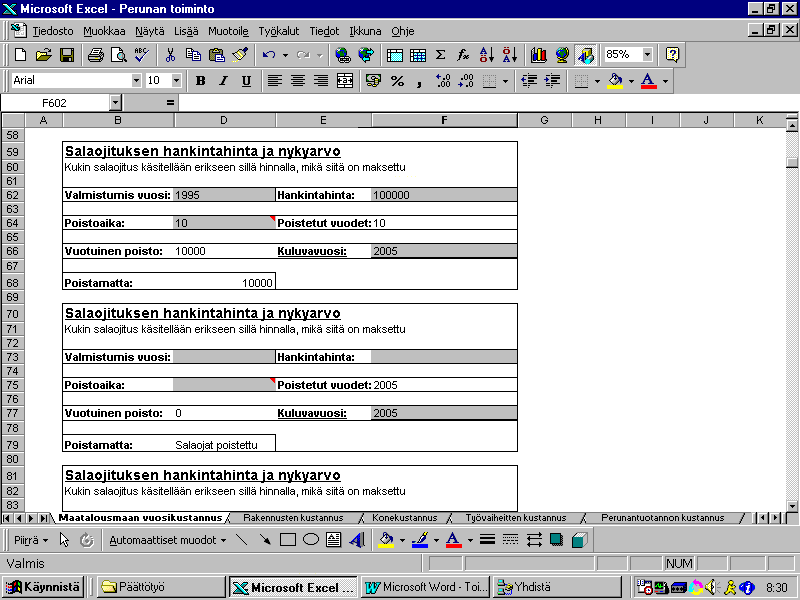 Microsoft Excel - Perunan toiminto
Tiedosto Muokkaa Näytä Lisää Muotoile Työkalut Tiedot Ikkuna Ohje
85%
Arial 10 B I U
F602 =
A B D E F G H I J K
58
59 Salaojituksen hankintahinta ja nykyarvo
60 Kukin salaojitus käsitellään erikseen sillä hinnalla, mikä siitä on maksettu
61
62 Valmistumis vuosi: 1995 Hankintahinta: 100000
63
64 Poistoaika: 10 Poistetut vuodet: 10
65
66 Vuotuinen poisto: 10000 Kuluvavuosi: 2005
67
68 Poistamatta: 10000
69
70 Salaojituksen hankintahinta ja nykyarvo
71 Kukin salaojitus käsitellään erikseen sillä hinnalla, mikä siitä on maksettu
72
73 Valmistumis vuosi: Hankintahinta:
74
75 Poistoaika: Poistetut vuodet: 2005
76
77 Vuotuinen poisto: 0 Kuluvavuosi: 2005
78
79 Poistamatta: Salaojat poistettu
80
81 Salaojituksen hankintahinta ja nykyarvo
82 Kukin salaojitus käsitellään erikseen sillä hinnalla, mikä siitä on maksettu
83
Maatalousmaan vuosikustannus Rakennusten kustannus Konekustannus Työvaiheitten kustannus Perunantuotannon kustannus
Piirrä Automaattiset muodot
Valmis NUM
Käynnistä Päättötyö Microsoft Excel ... Microsoft Word - Toi... Yhdistä 8:30